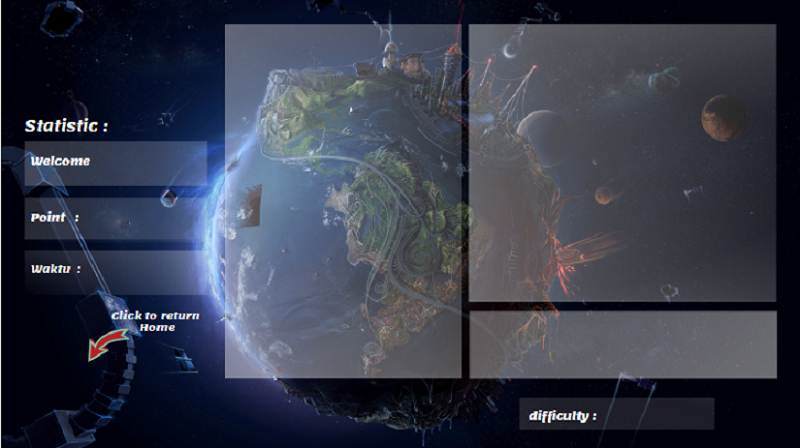 Statistic :
Welcome
Point :
Waktu :
Click to return
Home
difficulty :